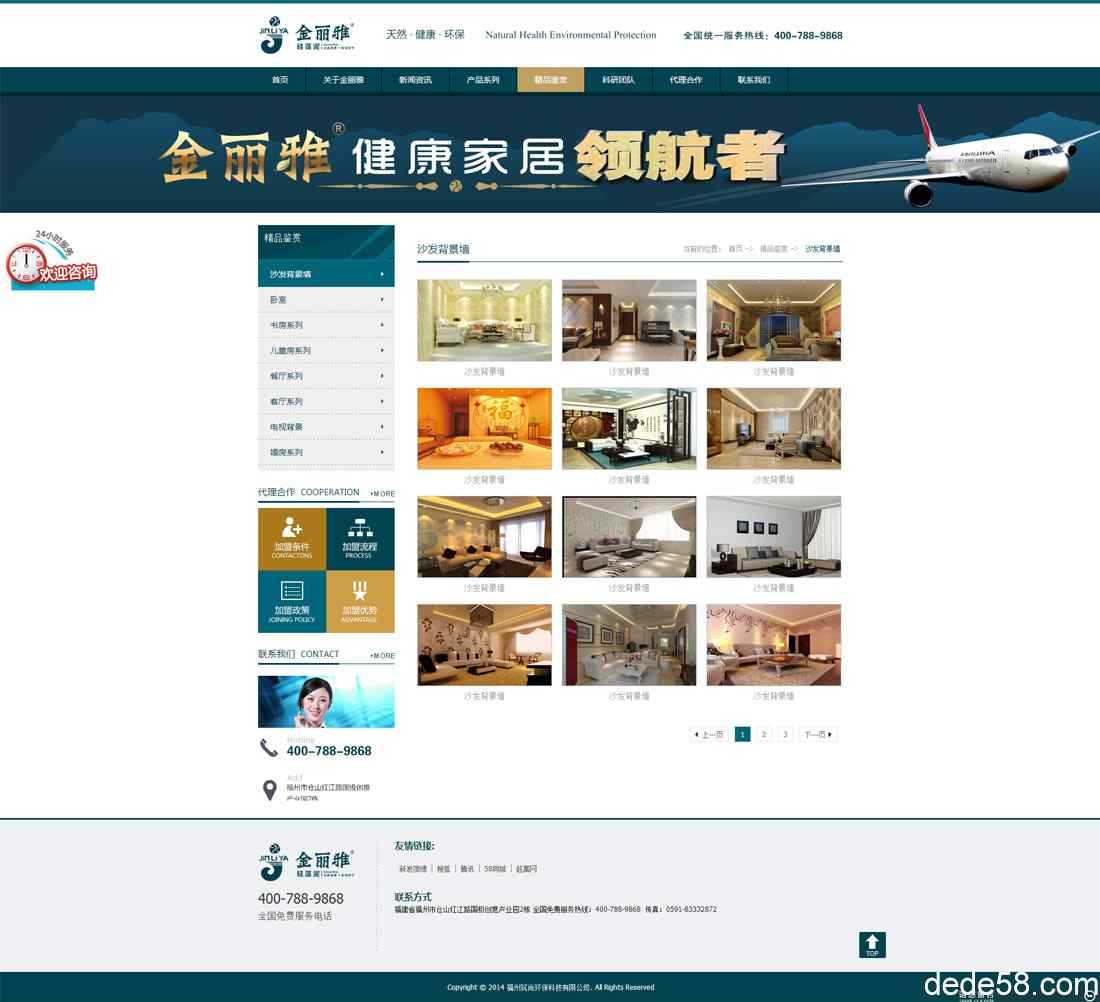 JINLIYA 金丽雅®
硅藻泥
天然 · 健康 · 环保 Natural Health Environmental Protection 全国统一服务热线：400-788-9868
首页 关于金丽雅 新闻资讯 产品系列 精品鉴赏 科研团队 代理合作 联系我们
金丽雅® 健康家居领航者
24小时服务
欢迎咨询
精品鉴赏
沙发背景墙
卧室
书房系列
儿童房系列
餐厅系列
客厅系列
电视背景
婚房系列
代理合作 COOPERATION +MORE
加盟条件
CONTACTONS
加盟流程
PROCESS
加盟政策
JOINING POLICY
加盟优势
ADVANTAGE
联系我们 CONTACT +MORE
Hotline
400-788-9868
Add
福州市仓山红江路国极创意
产业园2栋
沙发背景墙
当前的位置： 首页 -> 精品鉴赏 -> 沙发背景墙
沙发背景墙 沙发背景墙 沙发背景墙
福
沙发背景墙 沙发背景墙 沙发背景墙
沙发背景墙 沙发背景墙 沙发背景墙
沙发背景墙 沙发背景墙 沙发背景墙
上一页 1 2 3 下一页
JINLIYA 金丽雅®
硅藻泥
400-788-9868
全国免费服务电话
友情链接:
新浪微博 | 搜狐 | 腾讯 | 58同城 | 赶集网
联系方式
福建省福州市仓山红江路国极创意产业园2栋 全国免费服务热线：400-788-9868 传真：0591-83332872
TOP
Copyright © 2014 福州筑尚环保科技有限公司. All Rights Reserved
dede58.com